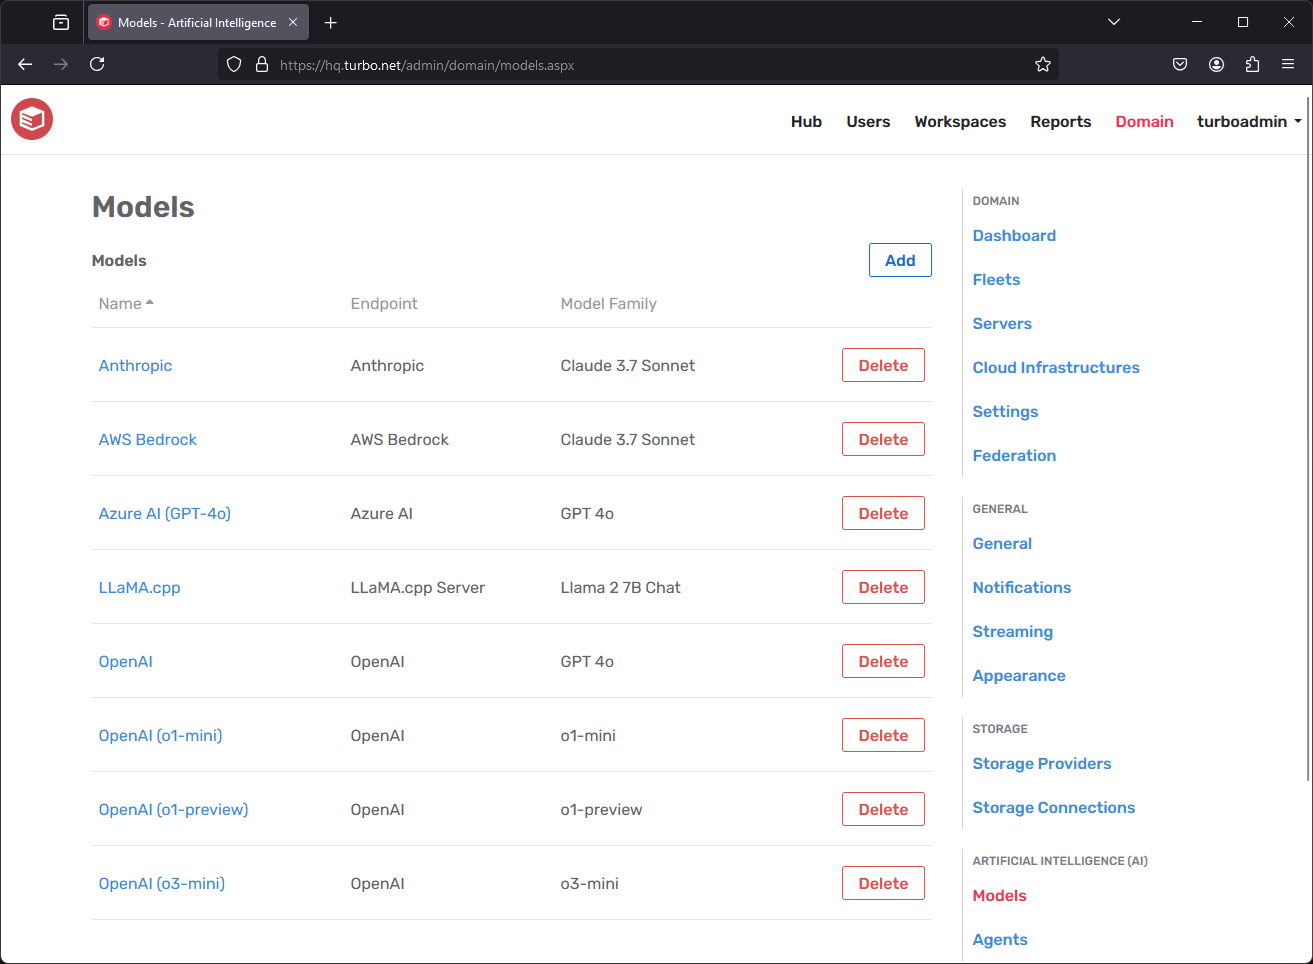 Models - Artificial Intelligence
https://hq.turbo.net/admin/domain/models.aspx
Hub Users Workspaces Reports Domain turboadmin
Models
Models Add
Name Endpoint Model Family
Anthropic Anthropic Claude 3.7 Sonnet Delete
AWS Bedrock AWS Bedrock Claude 3.7 Sonnet Delete
Azure AI (GPT-4o) Azure AI GPT 4o Delete
LLaMA.cpp LLaMA.cpp Server Llama 2 7B Chat Delete
OpenAI OpenAI GPT 4o Delete
OpenAI (o1-mini) OpenAI o1-mini Delete
OpenAI (o1-preview) OpenAI o1-preview Delete
OpenAI (o3-mini) OpenAI o3-mini Delete
DOMAIN
Dashboard
Fleets
Servers
Cloud Infrastructures
Settings
Federation
GENERAL
General
Notifications
Streaming
Appearance
STORAGE
Storage Providers
Storage Connections
ARTIFICIAL INTELLIGENCE (AI)
Models
Agents